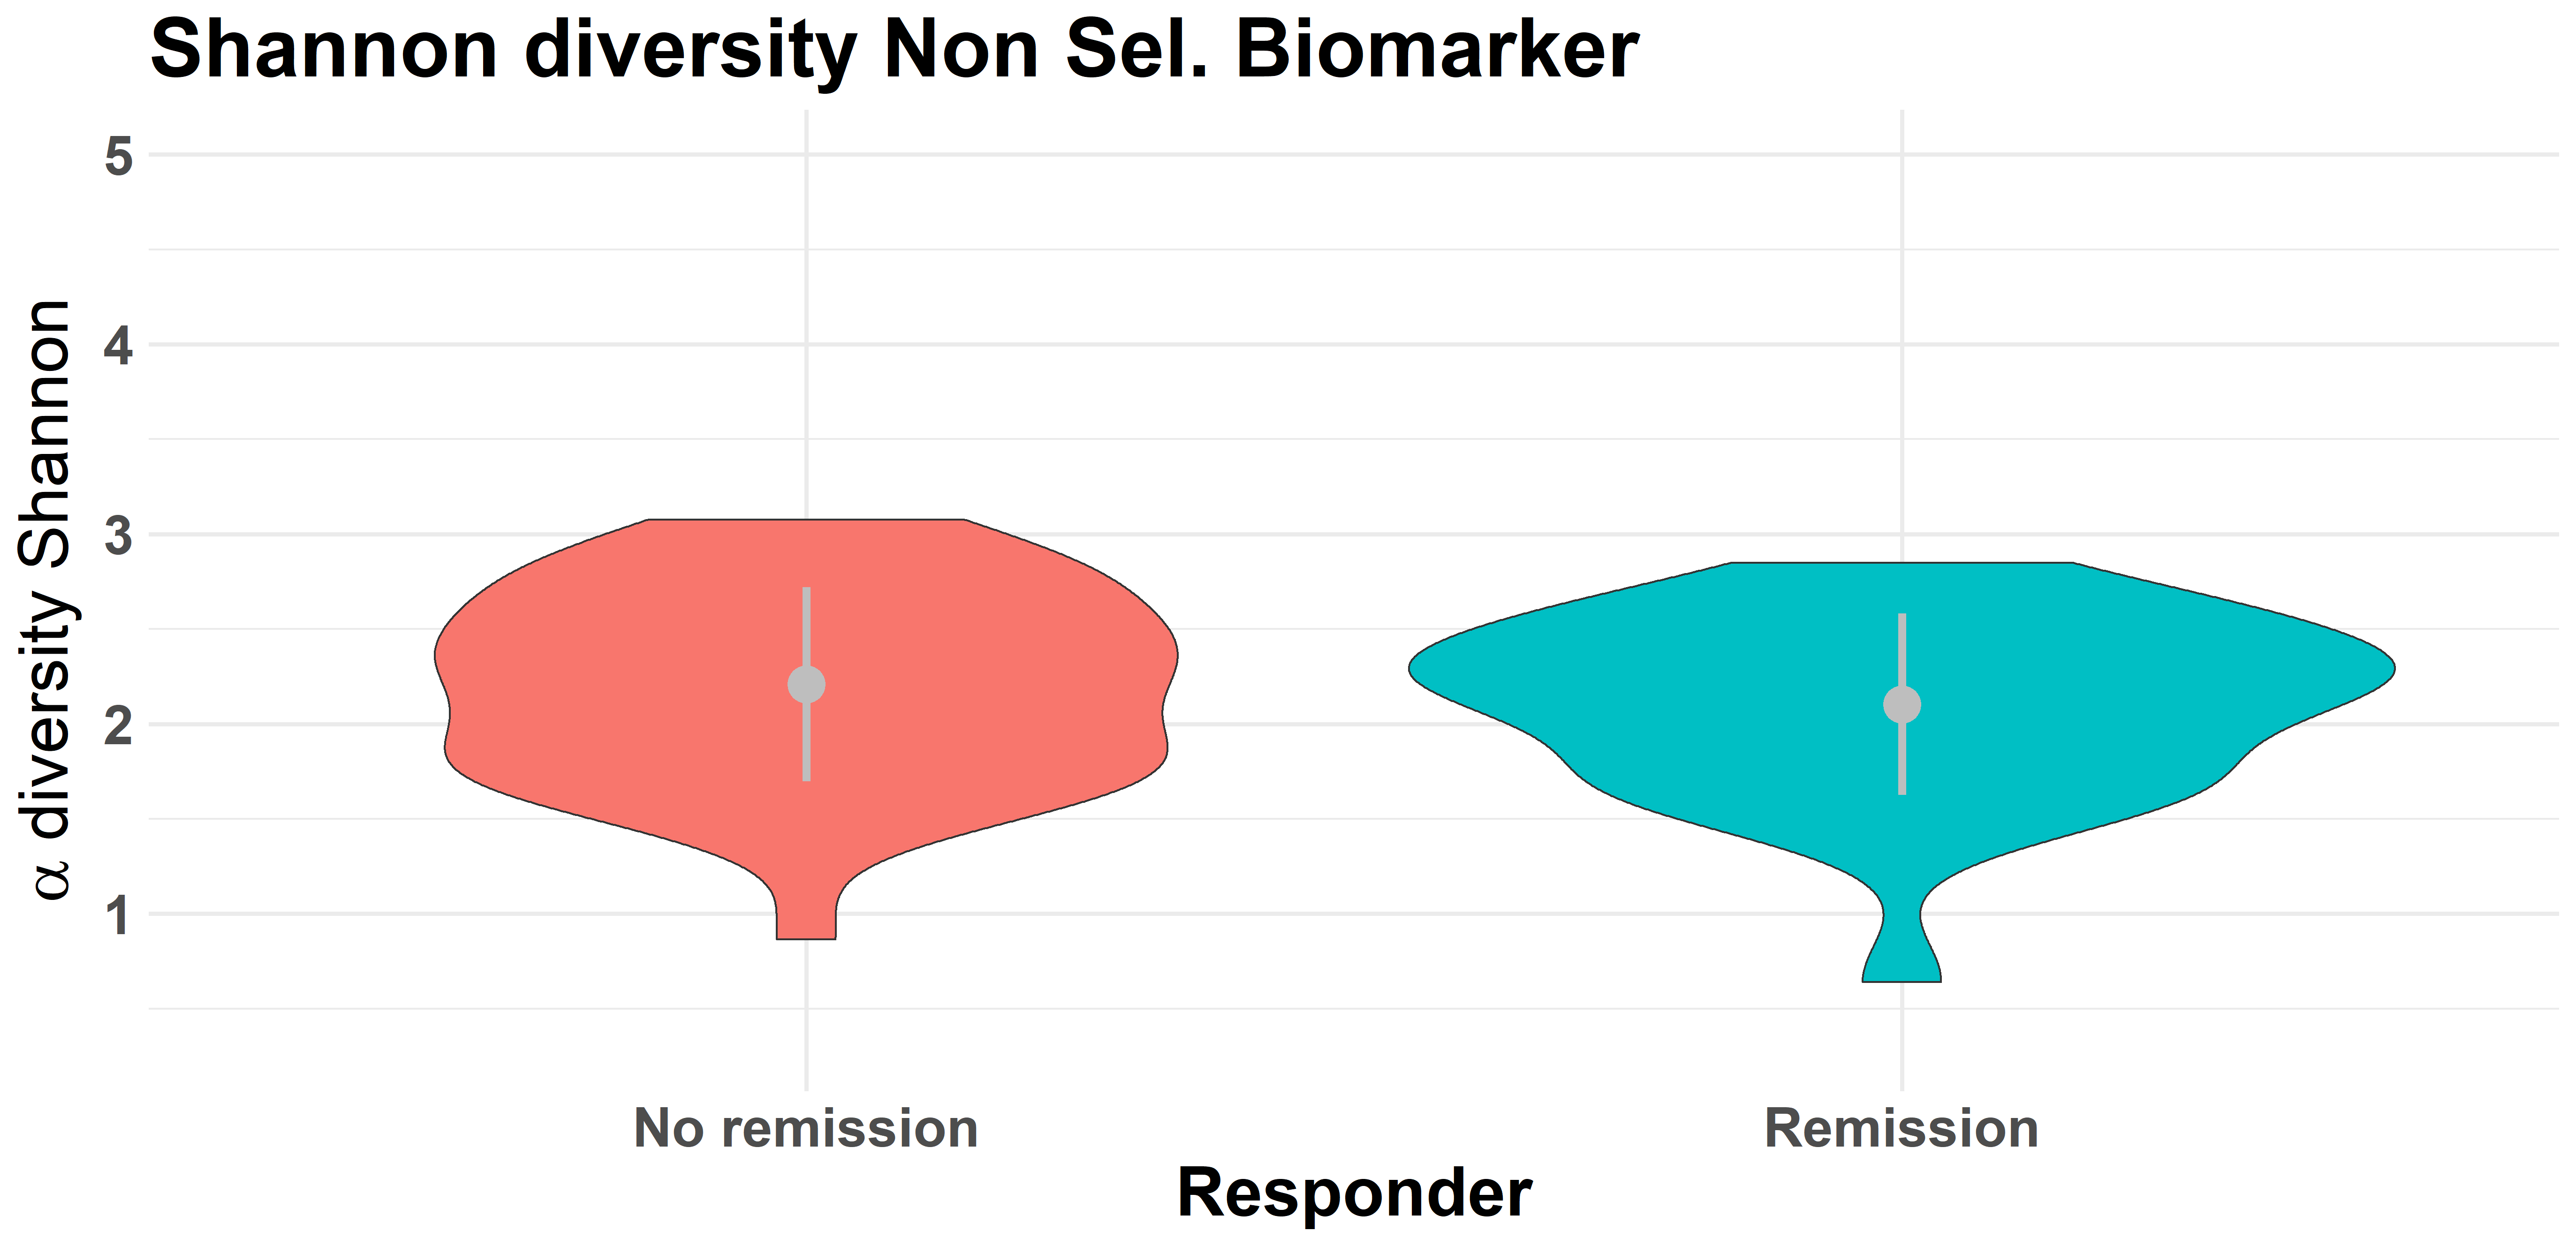 Shannon diversity Non Sel. Biomarker
α diversity Shannon
5
4
3
2
1
No remission
Remission
Responder